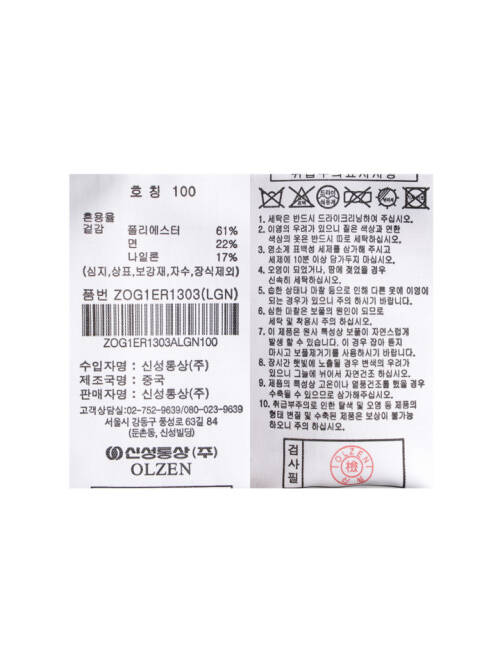 호 칭 100
혼용율
겉감 폴리에스터 61%
면 22%
나일론 17%
(심지,상표,보강재,자수,장식제외)
품번 ZOG1ER1303(LGN)
ZOG1ER1303ALGN100
수입자명 : 신성통상(주)
제조국명 : 중국
판매자명 : 신성통상(주)
고객상담실:02-752-9639/080-023-9639
서울시 강동구 풍성로 63길 84
(둔촌동, 신성빌딩)
신성통상(주)
OLZEN
취급주의표시사항
드라이
석유계
1. 세탁은 반드시 드라이크리닝하여 주십시오.
2. 이염의 우려가 있으니 짙은 색상과 연한
색상의 옷은 반드시 따로 세탁하십시오.
3. 염소계 표백성 세제를 삼가해 주시고
세제에 10분 이상 담가두지 마십시오.
4. 오염이 되었거나, 땀에 젖었을 경우
신속히 세탁하십시오.
5. 습한 상태나 마찰 등으로 인해 다른 옷에 이염이
되는 경우가 있으니 주의 하시기 바랍니다.
6. 심한 마찰은 보풀의 원인이 되므로
세탁 및 착용시 주의 하십시오.
7. 이 제품은 원사 특성상 보풀이 자연스럽게
발생 할 수 있습니다. 이 경우 잡아 뜯지
마시고 보풀제거기를 사용하시기 바랍니다.
8. 장시간 햇빛에 노출될 경우 변색의 우려가
있으니 그늘에 뉘어서 자연건조 하십시오.
9. 제품의 특성상 고온이나 열풍건조를 했을 경우
수축될 수 있으므로 삼가하여 주십시오.
10. 취급부주의로 인한 탈색 및 오염 등 제품의
형태 변질 및 수축된 제품은 보상이 불가능
하오니 주의하여 주십시오.
검사필
OLZEN
檢